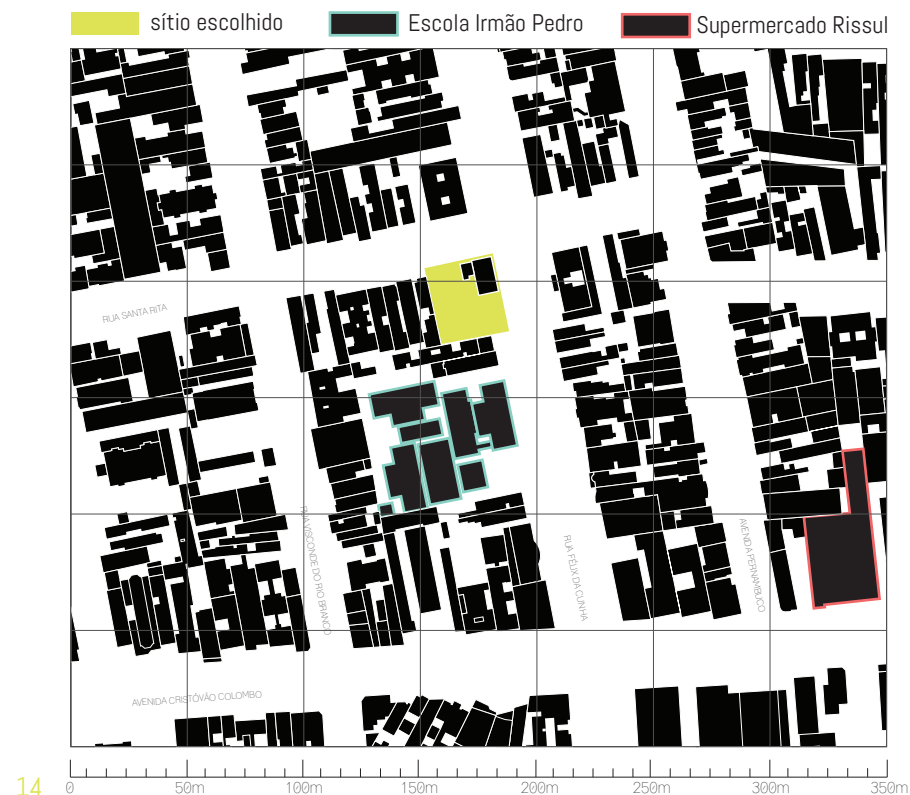 sítio escolhido Escola Irmão Pedro Supermercado Rissul
RUA SANTA RITA
RUA VISCONDE DO RIO BRANCO
RUA FÉLIX DA CUNHA
AVENIDA PERNAMBUCO
AVENIDA CRISTÓVÃO COLOMBO
14
0 50m 100m 150m 200m 250m 300m 350m